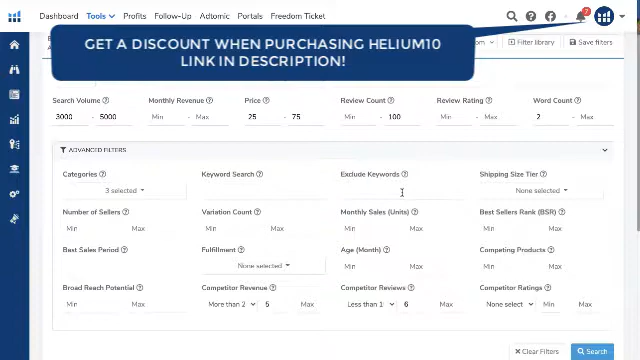 Dashboard Tools Profits Follow-Up Adtomic Portals Freedom Ticket
7
GET A DISCOUNT WHEN PURCHASING HELIUM10
LINK IN DESCRIPTION!
Filter library Save filters
Search Volume Monthly Revenue Price Review Count Review Rating Word Count
3000 - 5000 Min - Max 25 - 75 Min - 100 Min - Max 2 - Max
ADVANCED FILTERS
Categories Keyword Search Exclude Keywords Shipping Size Tier
3 selected None selected
Number of Sellers Variation Count Monthly Sales (Units) Best Sellers Rank (BSR)
Min Max Min Max Min Max Min Max
Best Sales Period Fulfillment Age (Month) Competing Products
None selected Min Max Min Max
Broad Reach Potential Competitor Revenue Competitor Reviews Competitor Ratings
Min Max More than 2 5 Max Less than 1 6 Max None select Min Max
Clear Filters Search